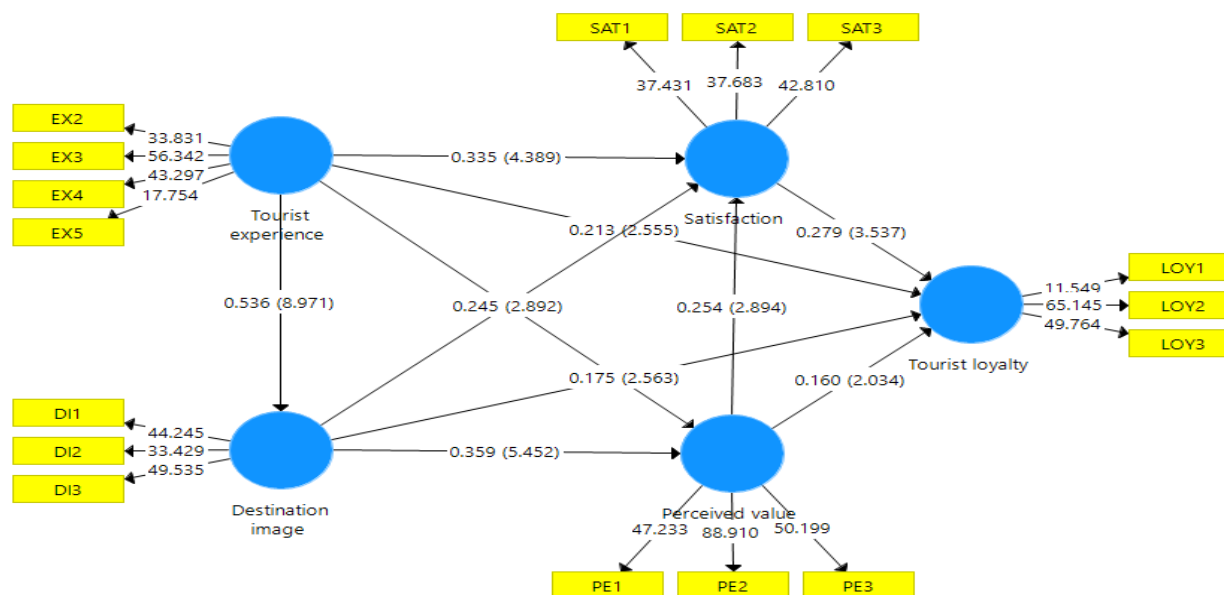 SAT1
SAT2
SAT3
37.431
37.683
42.810
EX2
EX3
EX4
EX5
33.831
56.342
43.297
17.754
Tourist
experience
0.335 (4.389)
Satisfaction
0.213 (2.555)
0.279 (3.537)
0.536 (8.971)
0.245 (2.892)
0.254 (2.894)
LOY1
LOY2
LOY3
11.549
65.145
49.764
Tourist loyalty
0.175 (2.563)
0.160 (2.034)
DI1
DI2
DI3
44.245
33.429
49.535
0.359 (5.452)
Destination
image
Perceived value
47.233
88.910
50.199
PE1
PE2
PE3